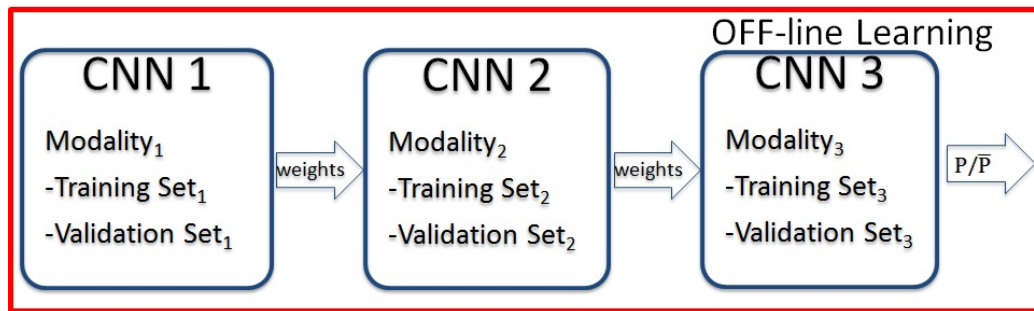 OFF-line Learning
CNN 1
Modality₁
-Training Set₁
-Validation Set₁
weights
CNN 2
Modality₂
-Training Set₂
-Validation Set₂
weights
CNN 3
Modality₃
-Training Set₃
-Validation Set₃
P/P̅